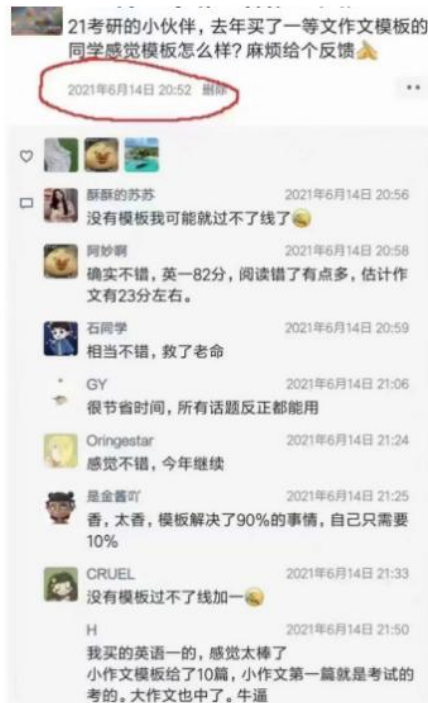 21考研的小伙伴，去年买了一等文作文模板的
同学感觉模板怎么样？麻烦给个反馈
2021年6月14日 20:52 删除
酥酥的苏苏 2021年6月14日 20:56
没有模板我可能就过不了线了
阿妙啊 2021年6月14日 20:58
确实不错，英一82分，阅读错了有点多，估计作
文有23分左右。
石同学 2021年6月14日 20:59
相当不错，救了老命
GY 2021年6月14日 21:06
很节省时间，所有话题反正都能用
Oringestar 2021年6月14日 21:24
感觉不错，今年继续
是金酱吖 2021年6月14日 21:25
香，太香，模板解决了90%的事情，自己只需要
10%
CRUEL 2021年6月14日 21:33
没有模板过不了线加一
H 2021年6月14日 21:50
我买的英语一的，感觉太棒了
小作文模板给了10篇，小作文第一篇就是考试的
考的。大作文也中了。牛逼